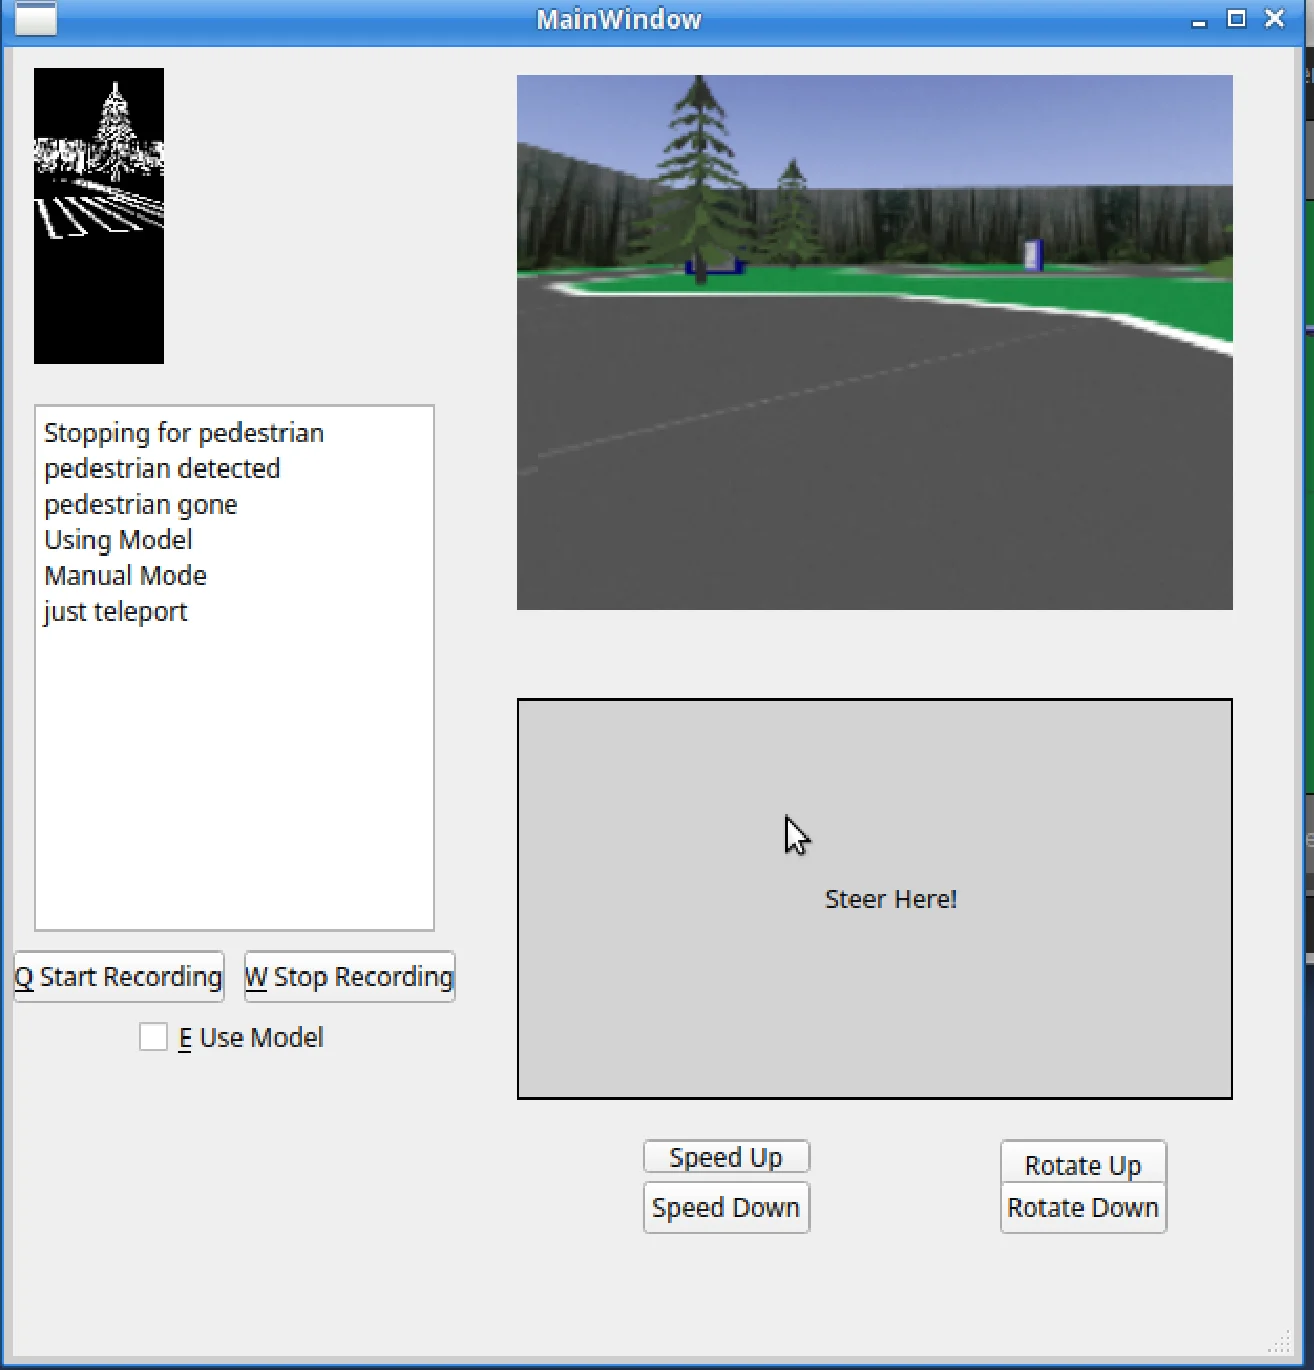 MainWindow
Stopping for pedestrian
pedestrian detected
pedestrian gone
Using Model
Manual Mode
just teleport
Q Start Recording
W Stop Recording
E Use Model
Steer Here!
Speed Up
Speed Down
Rotate Up
Rotate Down